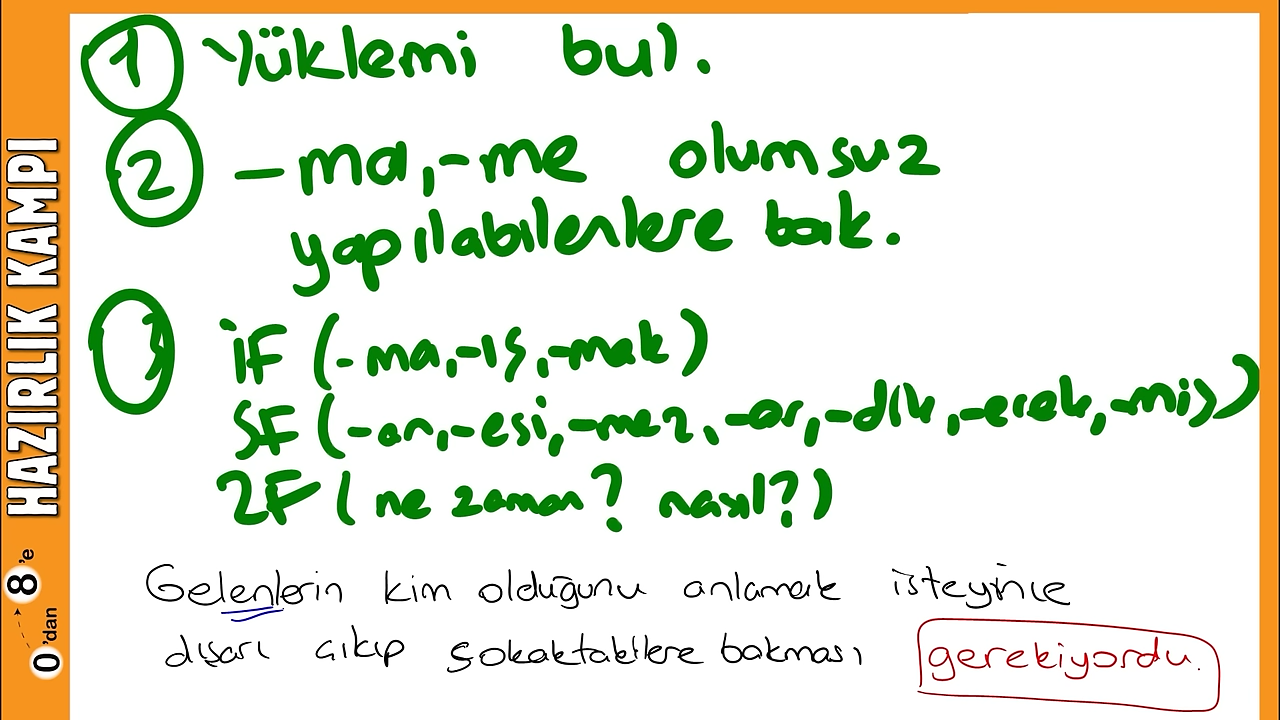 HAZIRLIK KAMPI
0'dan 8'e
1 Yüklemi bul.
2 -ma,-me olumsuz
yapılabilenlere bak.
3 İF (-ma,-ış,-mak)
SF (-an,-esi,-mez,-ar,-dık,-ecek,-miş)
ZF ( ne zaman? nasıl?)
Gelenlerin kim olduğunu anlamak isteyince
dışarı çıkıp sokaktakilere bakması gerekiyordu.